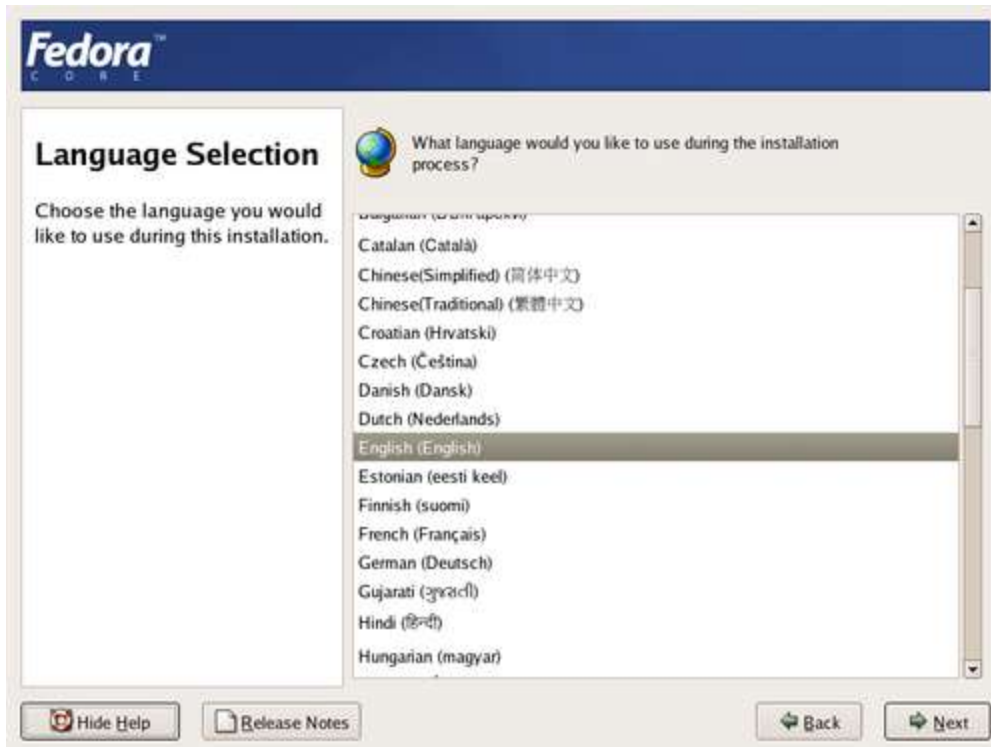 Fedora™
CORE
Language Selection
Choose the language you would
like to use during this installation.
What language would you like to use during the installation
process?
Catalan (Català)
Chinese(Simplified) (简体中文)
Chinese(Traditional) (繁體中文)
Croatian (Hrvatski)
Czech (Čeština)
Danish (Dansk)
Dutch (Nederlands)
English (English)
Estonian (eesti keel)
Finnish (suomi)
French (Français)
German (Deutsch)
Gujarati (ગુજરાતી)
Hindi (हिन्दी)
Hungarian (magyar)
Hide Help
Release Notes
Back
Next